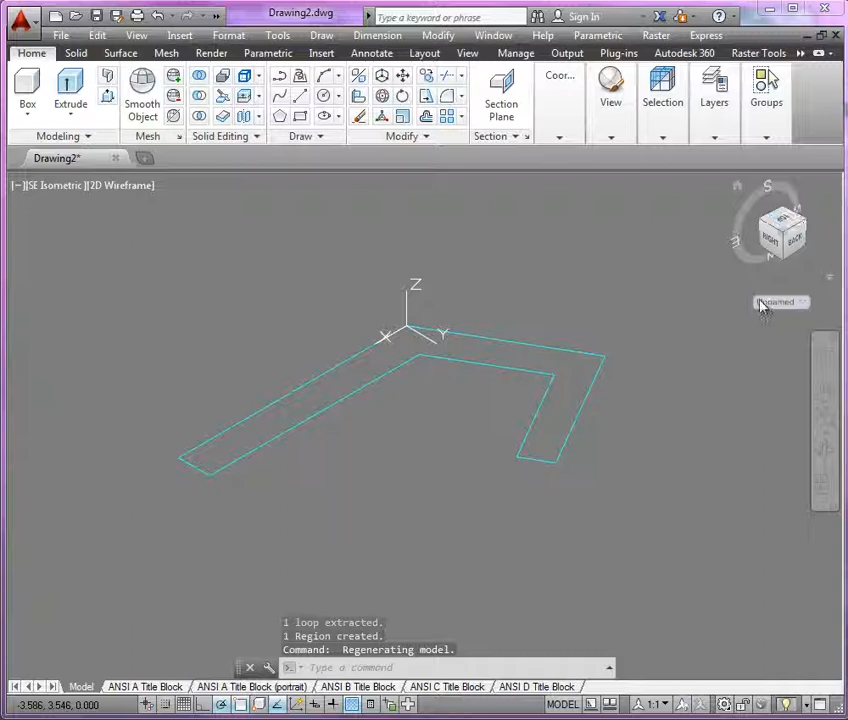 Drawing2.dwg
Type a keyword or phrase
Sign In
File Edit View Insert Format Tools Draw Dimension Modify Window Help Parametric Raster Express
Home Solid Surface Mesh Render Parametric Insert Annotate Layout View Manage Output Plug-ins Autodesk 360 Raster Tools
Box
Extrude
Smooth
Object
Section
Plane
Coor...
View
Selection
Layers
Groups
Modeling
Mesh
Solid Editing
Draw
Modify
Section
Drawing2*
[−][SE Isometric][2D Wireframe]
S
E
N
RIGHT
BACK
Unnamed
Z
X
Y
1 loop extracted.
1 Region created.
Command: Regenerating model.
Type a command
Model ANSI A Title Block ANSI A Title Block (portrait) ANSI B Title Block ANSI C Title Block ANSI D Title Block
-3.586, 3.546, 0.000
MODEL
1:1